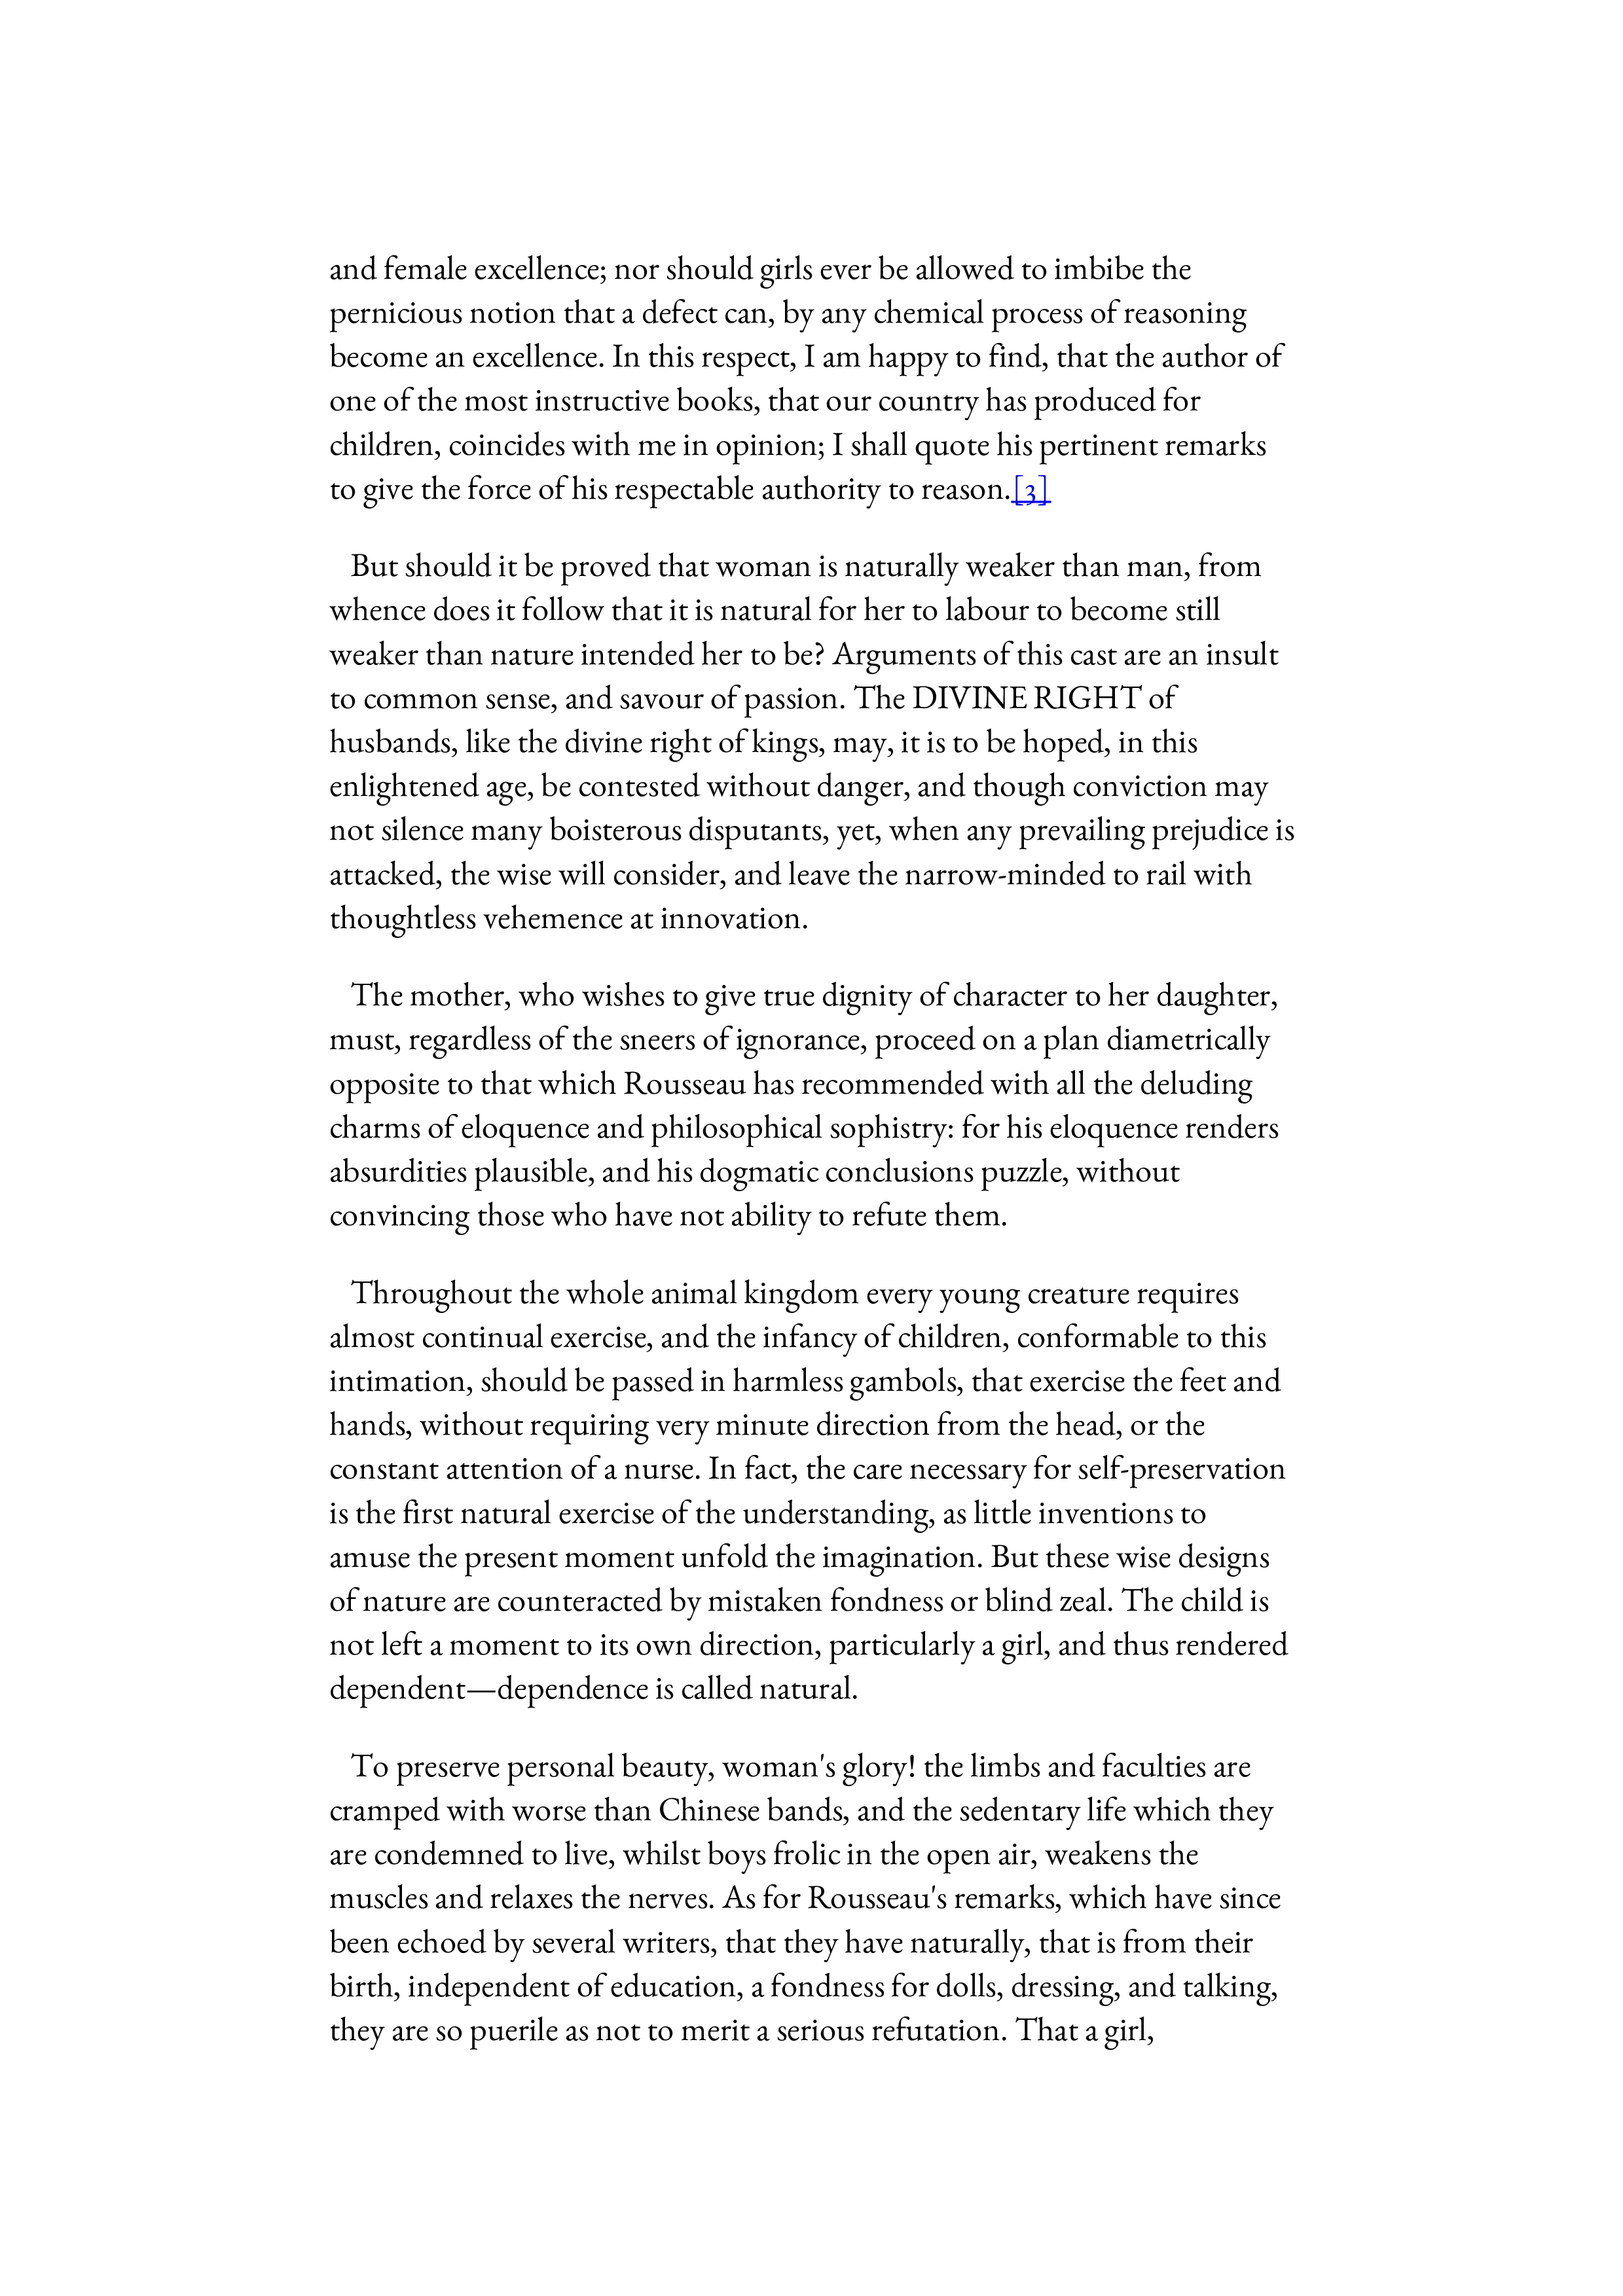 and female excellence; nor should girls ever be allowed to imbibe the
pernicious notion that a defect can, by any chemical process of reasoning
become an excellence. In this respect, I am happy to find, that the author of
one of the most instructive books, that our country has produced for
children, coincides with me in opinion; I shall quote his pertinent remarks
to give the force of his respectable authority to reason.[3]
But should it be proved that woman is naturally weaker than man, from
whence does it follow that it is natural for her to labour to become still
weaker than nature intended her to be? Arguments of this cast are an insult
to common sense, and savour of passion. The DIVINE RIGHT of
husbands, like the divine right of kings, may, it is to be hoped, in this
enlightened age, be contested without danger, and though conviction may
not silence many boisterous disputants, yet, when any prevailing prejudice is
attacked, the wise will consider, and leave the narrow-minded to rail with
thoughtless vehemence at innovation.
The mother, who wishes to give true dignity of character to her daughter,
must, regardless of the sneers of ignorance, proceed on a plan diametrically
opposite to that which Rousseau has recommended with all the deluding
charms of eloquence and philosophical sophistry: for his eloquence renders
absurdities plausible, and his dogmatic conclusions puzzle, without
convincing those who have not ability to refute them.
Throughout the whole animal kingdom every young creature requires
almost continual exercise, and the infancy of children, conformable to this
intimation, should be passed in harmless gambols, that exercise the feet and
hands, without requiring very minute direction from the head, or the
constant attention of a nurse. In fact, the care necessary for self-preservation
is the first natural exercise of the understanding, as little inventions to
amuse the present moment unfold the imagination. But these wise designs
of nature are counteracted by mistaken fondness or blind zeal. The child is
not left a moment to its own direction, particularly a girl, and thus rendered
dependent—dependence is called natural.
To preserve personal beauty, woman's glory! the limbs and faculties are
cramped with worse than Chinese bands, and the sedentary life which they
are condemned to live, whilst boys frolic in the open air, weakens the
muscles and relaxes the nerves. As for Rousseau's remarks, which have since
been echoed by several writers, that they have naturally, that is from their
birth, independent of education, a fondness for dolls, dressing, and talking,
they are so puerile as not to merit a serious refutation. That a girl,